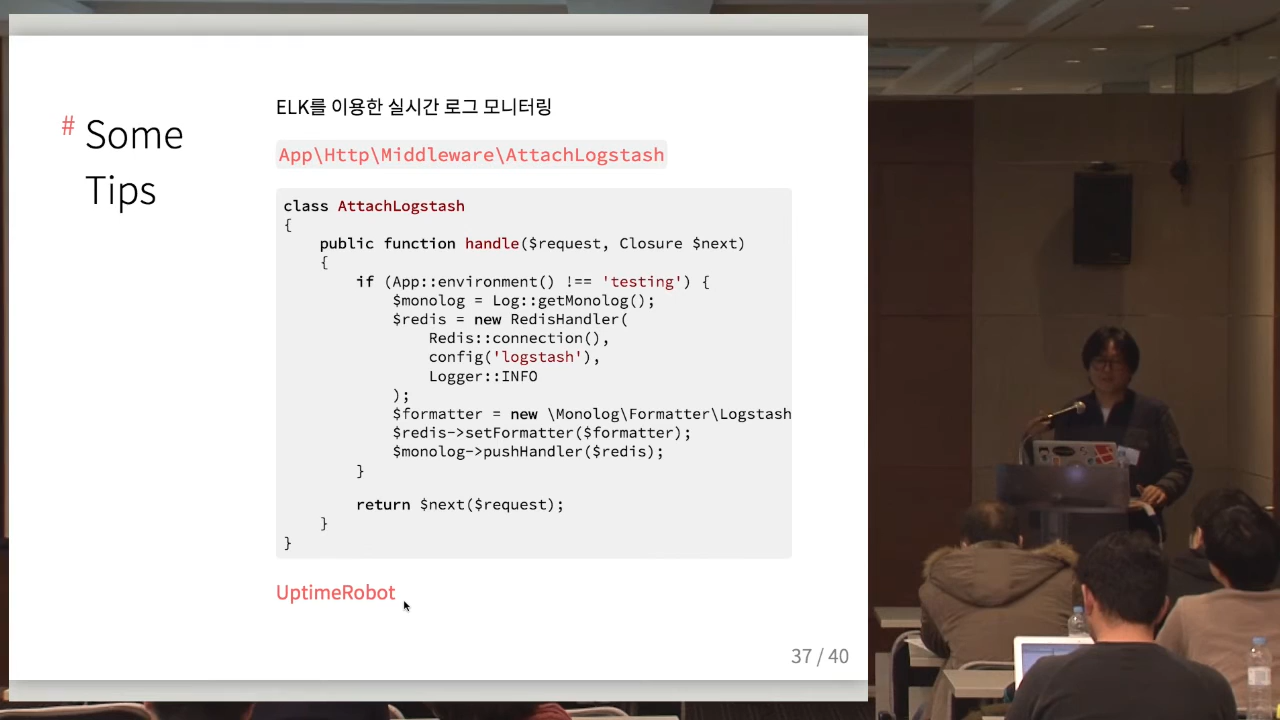 # Some
Tips
ELK를 이용한 실시간 로그 모니터링
App\Http\Middleware\AttachLogstash
class AttachLogstash
{
    public function handle($request, Closure $next)
    {
        if (App::environment() !== 'testing') {
            $monolog = Log::getMonolog();
            $redis = new RedisHandler(
                Redis::connection(),
                config('logstash'),
                Logger::INFO
            );
            $formatter = new \Monolog\Formatter\Logstash
            $redis->setFormatter($formatter);
            $monolog->pushHandler($redis);
        }
        return $next($request);
    }
}
UptimeRobot
37 / 40